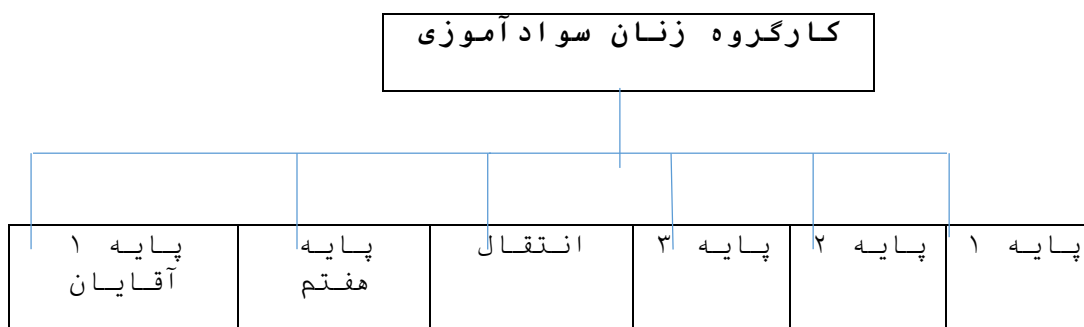 کارگروه زنان سوادآموزی
پایه ۱
پایه ۲
پایه ۳
انتقال
پایه
هفتم
پایه ۱
آقایان